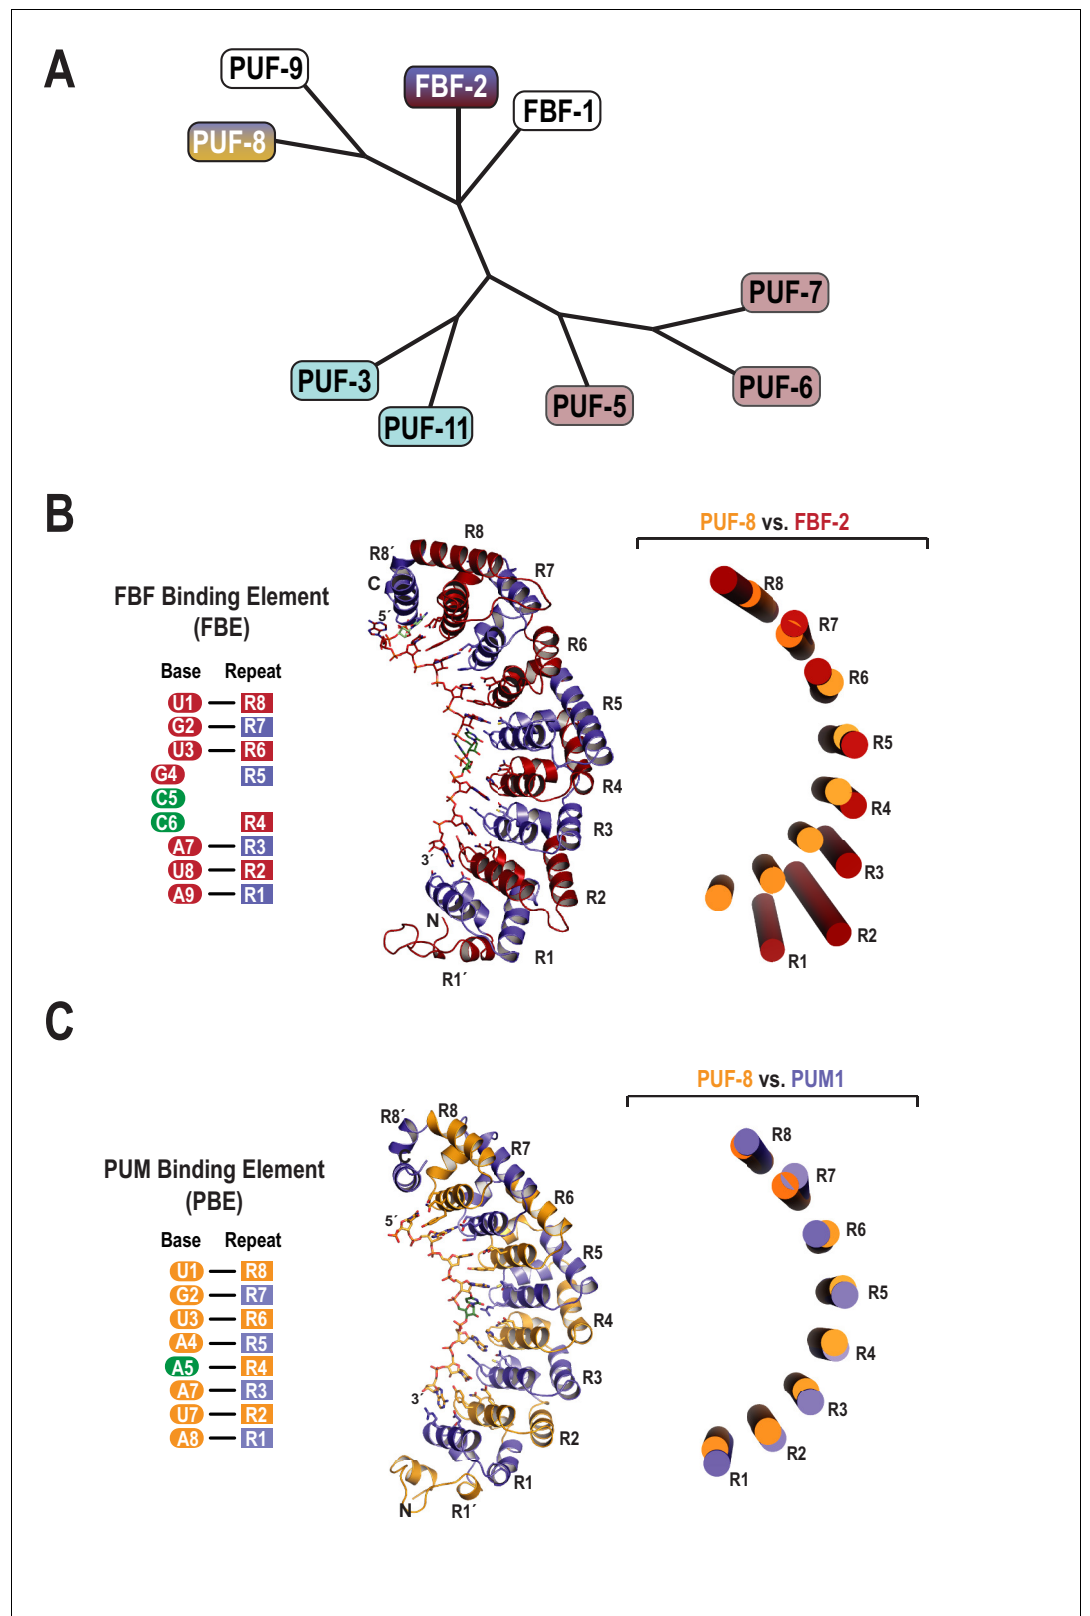 A
PUF-9
FBF-2
FBF-1
PUF-8
PUF-7
PUF-3
PUF-6
PUF-5
PUF-11
B
PUF-8 vs. FBF-2
FBF Binding Element
(FBE)
Base Repeat
U1 R8
G2 R7
U3 R6
G4 R5
C5
C6 R4
A7 R3
U8 R2
A9 R1
R8
R8´
R7
C
5´
R6
R5
R4
R3
3´
R2
N
R1
R1´
R8
R7
R6
R5
R4
R3
R2
R1
C
PUF-8 vs. PUM1
PUM Binding Element
(PBE)
Base Repeat
U1 R8
G2 R7
U3 R6
A4 R5
A5 R4
A7 R3
U7 R2
A8 R1
R8´
R8
R7
C
R6
5´
R5
R4
R3
3´
R2
R1
N
R1´
R8
R7
R6
R5
R4
R3
R2
R1